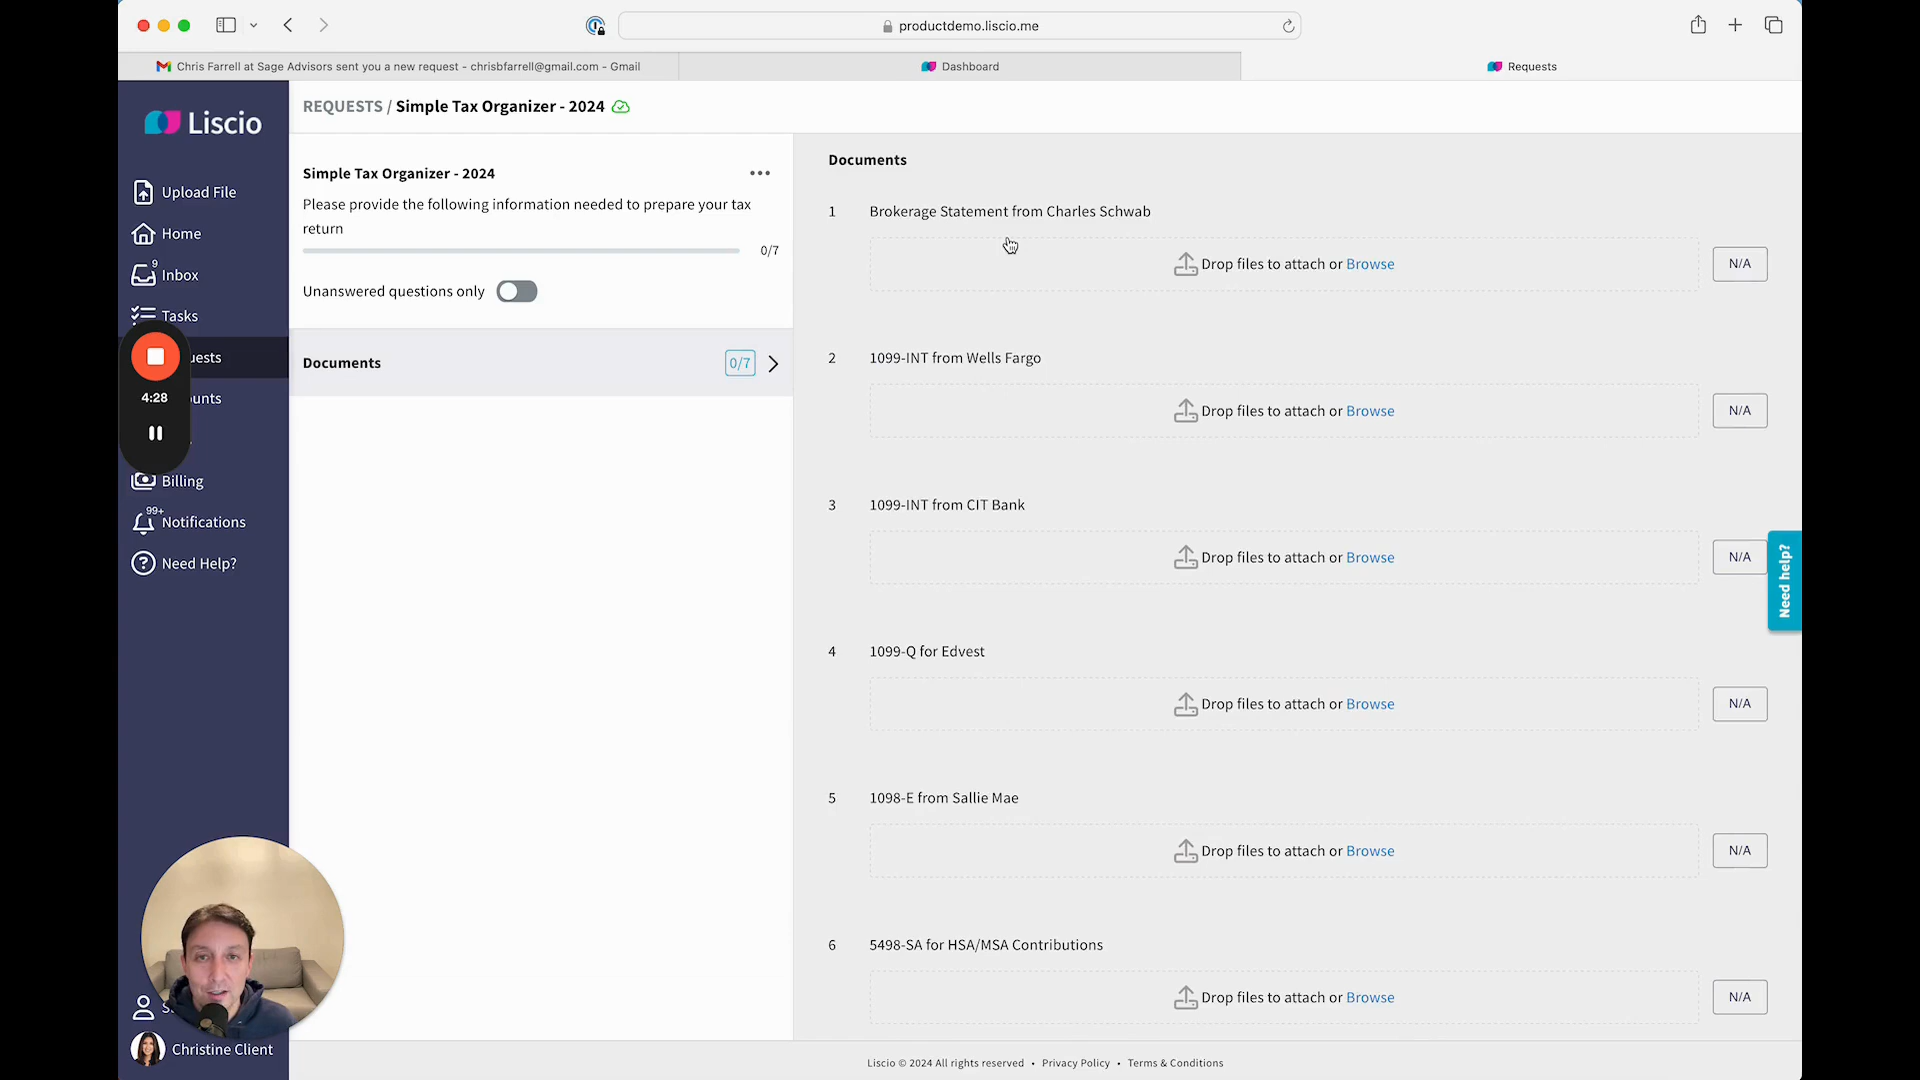 productdemo.liscio.me
Chris Farrell at Sage Advisors sent you a new request - chrisbfarrell@gmail.com - Gmail
Dashboard
Requests
Liscio
Upload File
Home
9
Inbox
Tasks
uests
4:28
unts
Billing
99+
Notifications
Need Help?
Christine Client
REQUESTS / Simple Tax Organizer - 2024
Simple Tax Organizer - 2024
Please provide the following information needed to prepare your tax
return
0/7
Unanswered questions only
Documents
0/7
Documents
1 Brokerage Statement from Charles Schwab
Drop files to attach or Browse
N/A
2 1099-INT from Wells Fargo
Drop files to attach or Browse
N/A
3 1099-INT from CIT Bank
Drop files to attach or Browse
N/A
4 1099-Q for Edvest
Drop files to attach or Browse
N/A
5 1098-E from Sallie Mae
Drop files to attach or Browse
N/A
6 5498-SA for HSA/MSA Contributions
Drop files to attach or Browse
N/A
Need help?
Liscio © 2024 All rights reserved • Privacy Policy • Terms & Conditions